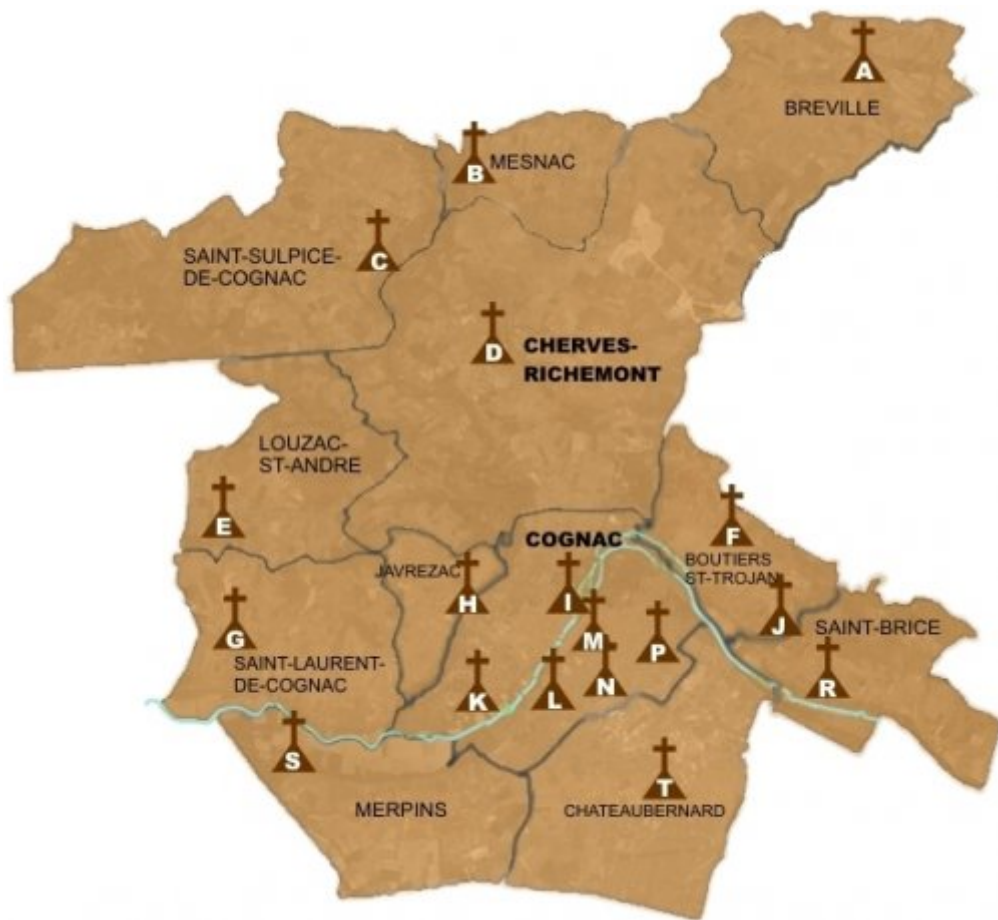 A
BREVILLE
B
MESNAC
C
SAINT-SULPICE-
DE-COGNAC
D
CHERVES-
RICHEMONT
LOUZAC-
ST-ANDRE
E
F
BOUTIERS
ST-TROJAN
COGNAC
JAVREZAC
H
I
G
J
SAINT-BRICE
M
P
N
SAINT-LAURENT-
DE-COGNAC
K
L
R
S
T
MERPINS
CHATEAUBERNARD